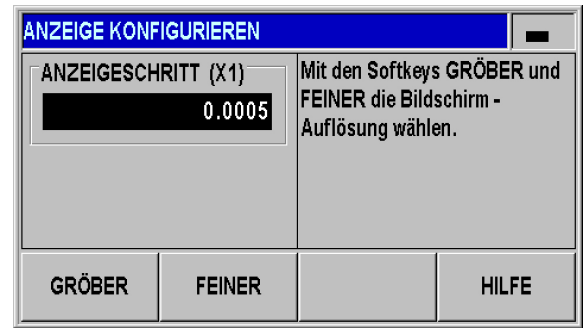 ANZEIGE KONFIGURIEREN
ANZEIGESCHRITT (X1)
0.0005
Mit den Softkeys GRÖBER und
FEINER die Bildschirm -
Auflösung wählen.
GRÖBER FEINER HILFE